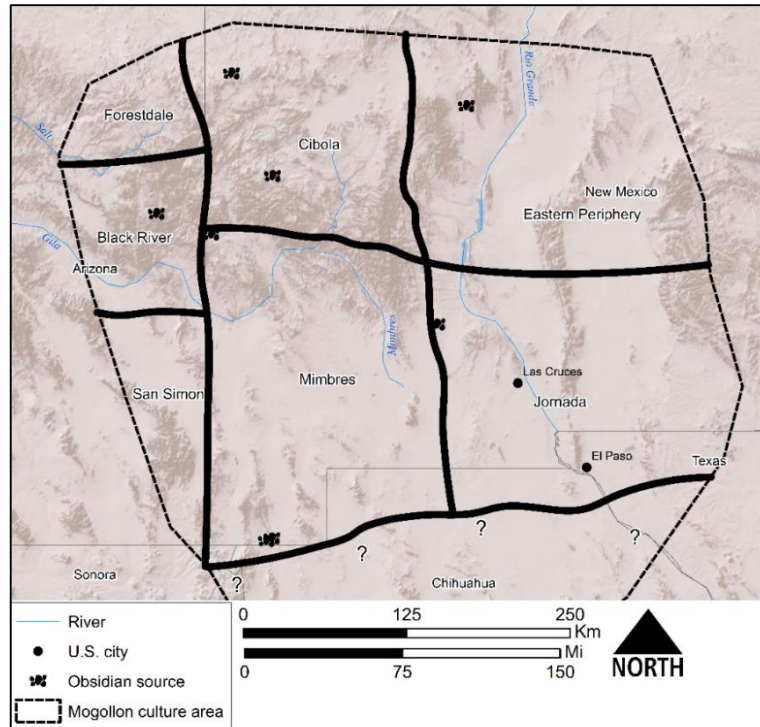 Rio Grande
Forestdale
Salt
Cibola
New Mexico
Eastern Periphery
Black River
Gila
Arizona
Mimbres
Las Cruces
San Simon
Mimbres
Jornada
El Paso
Texas
?
?
?
?
Sonora
Chihuahua
River
U.S. city
Obsidian source
Mogollon culture area
0 125 250
Km
Mi
0 75 150
NORTH